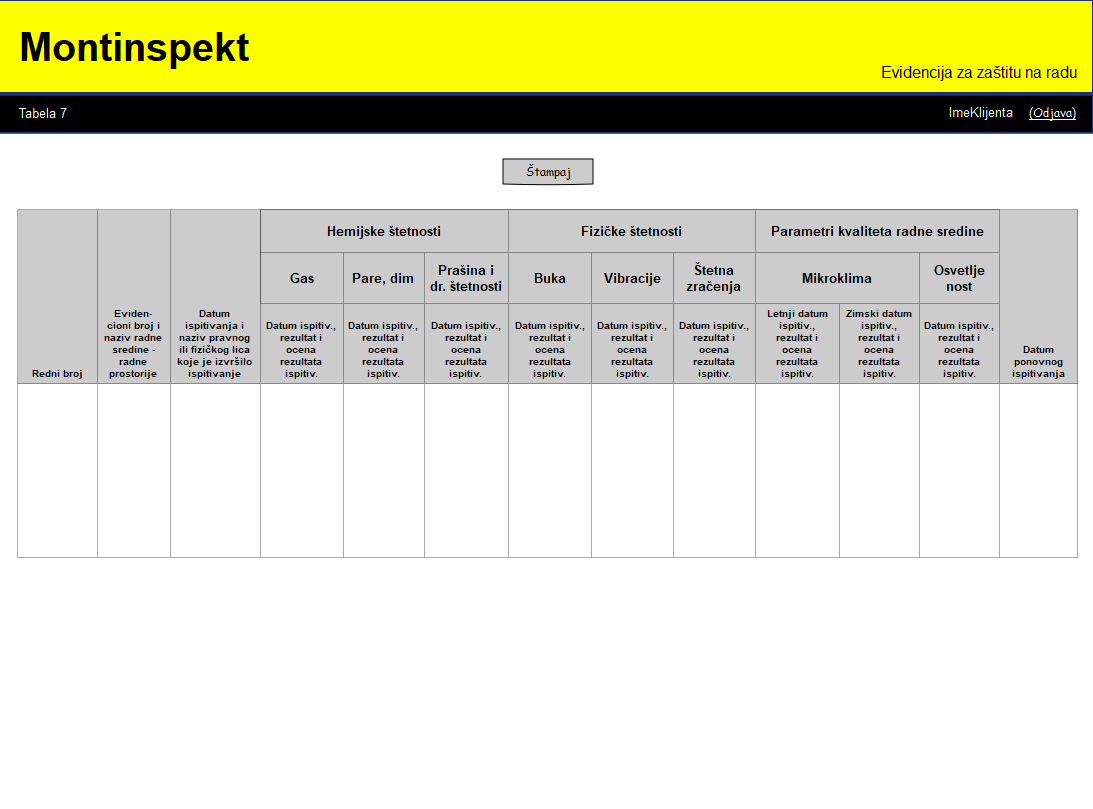 Montinspekt
Evidencija za zaštitu na radu
Tabela 7
ImeKlijenta (Odjava)
Štampaj
Hemijske štetnosti
Fizičke štetnosti
Parametri kvaliteta radne sredine
Gas
Pare, dim
Prašina i
dr. štetnosti
Buka
Vibracije
Štetna
zračenja
Mikroklima
Osvetlje
nost
Redni broj
Eviden-
cioni broj i
naziv radne
sredine -
radne
prostorije
Datum
ispitivanja i
naziv pravnog
ili fizičkog lica
koje je izvršilo
ispitivanje
Datum ispitiv.,
rezultat i
ocena
rezultata
ispitiv.
Datum ispitiv.,
rezultat i
ocena
rezultata
ispitiv.
Datum ispitiv.,
rezultat i
ocena
rezultata
ispitiv.
Datum ispitiv.,
rezultat i
ocena
rezultata
ispitiv.
Datum ispitiv.,
rezultat i
ocena
rezultata
ispitiv.
Datum ispitiv.,
rezultat i
ocena
rezultata
ispitiv.
Letnji datum
ispitiv.,
rezultat i
ocena
rezultata
ispitiv.
Zimski datum
ispitiv.,
rezultat i
ocena
rezultata
ispitiv.
Datum ispitiv.,
rezultat i
ocena
rezultata
ispitiv.
Datum
ponovnog
ispitivanja